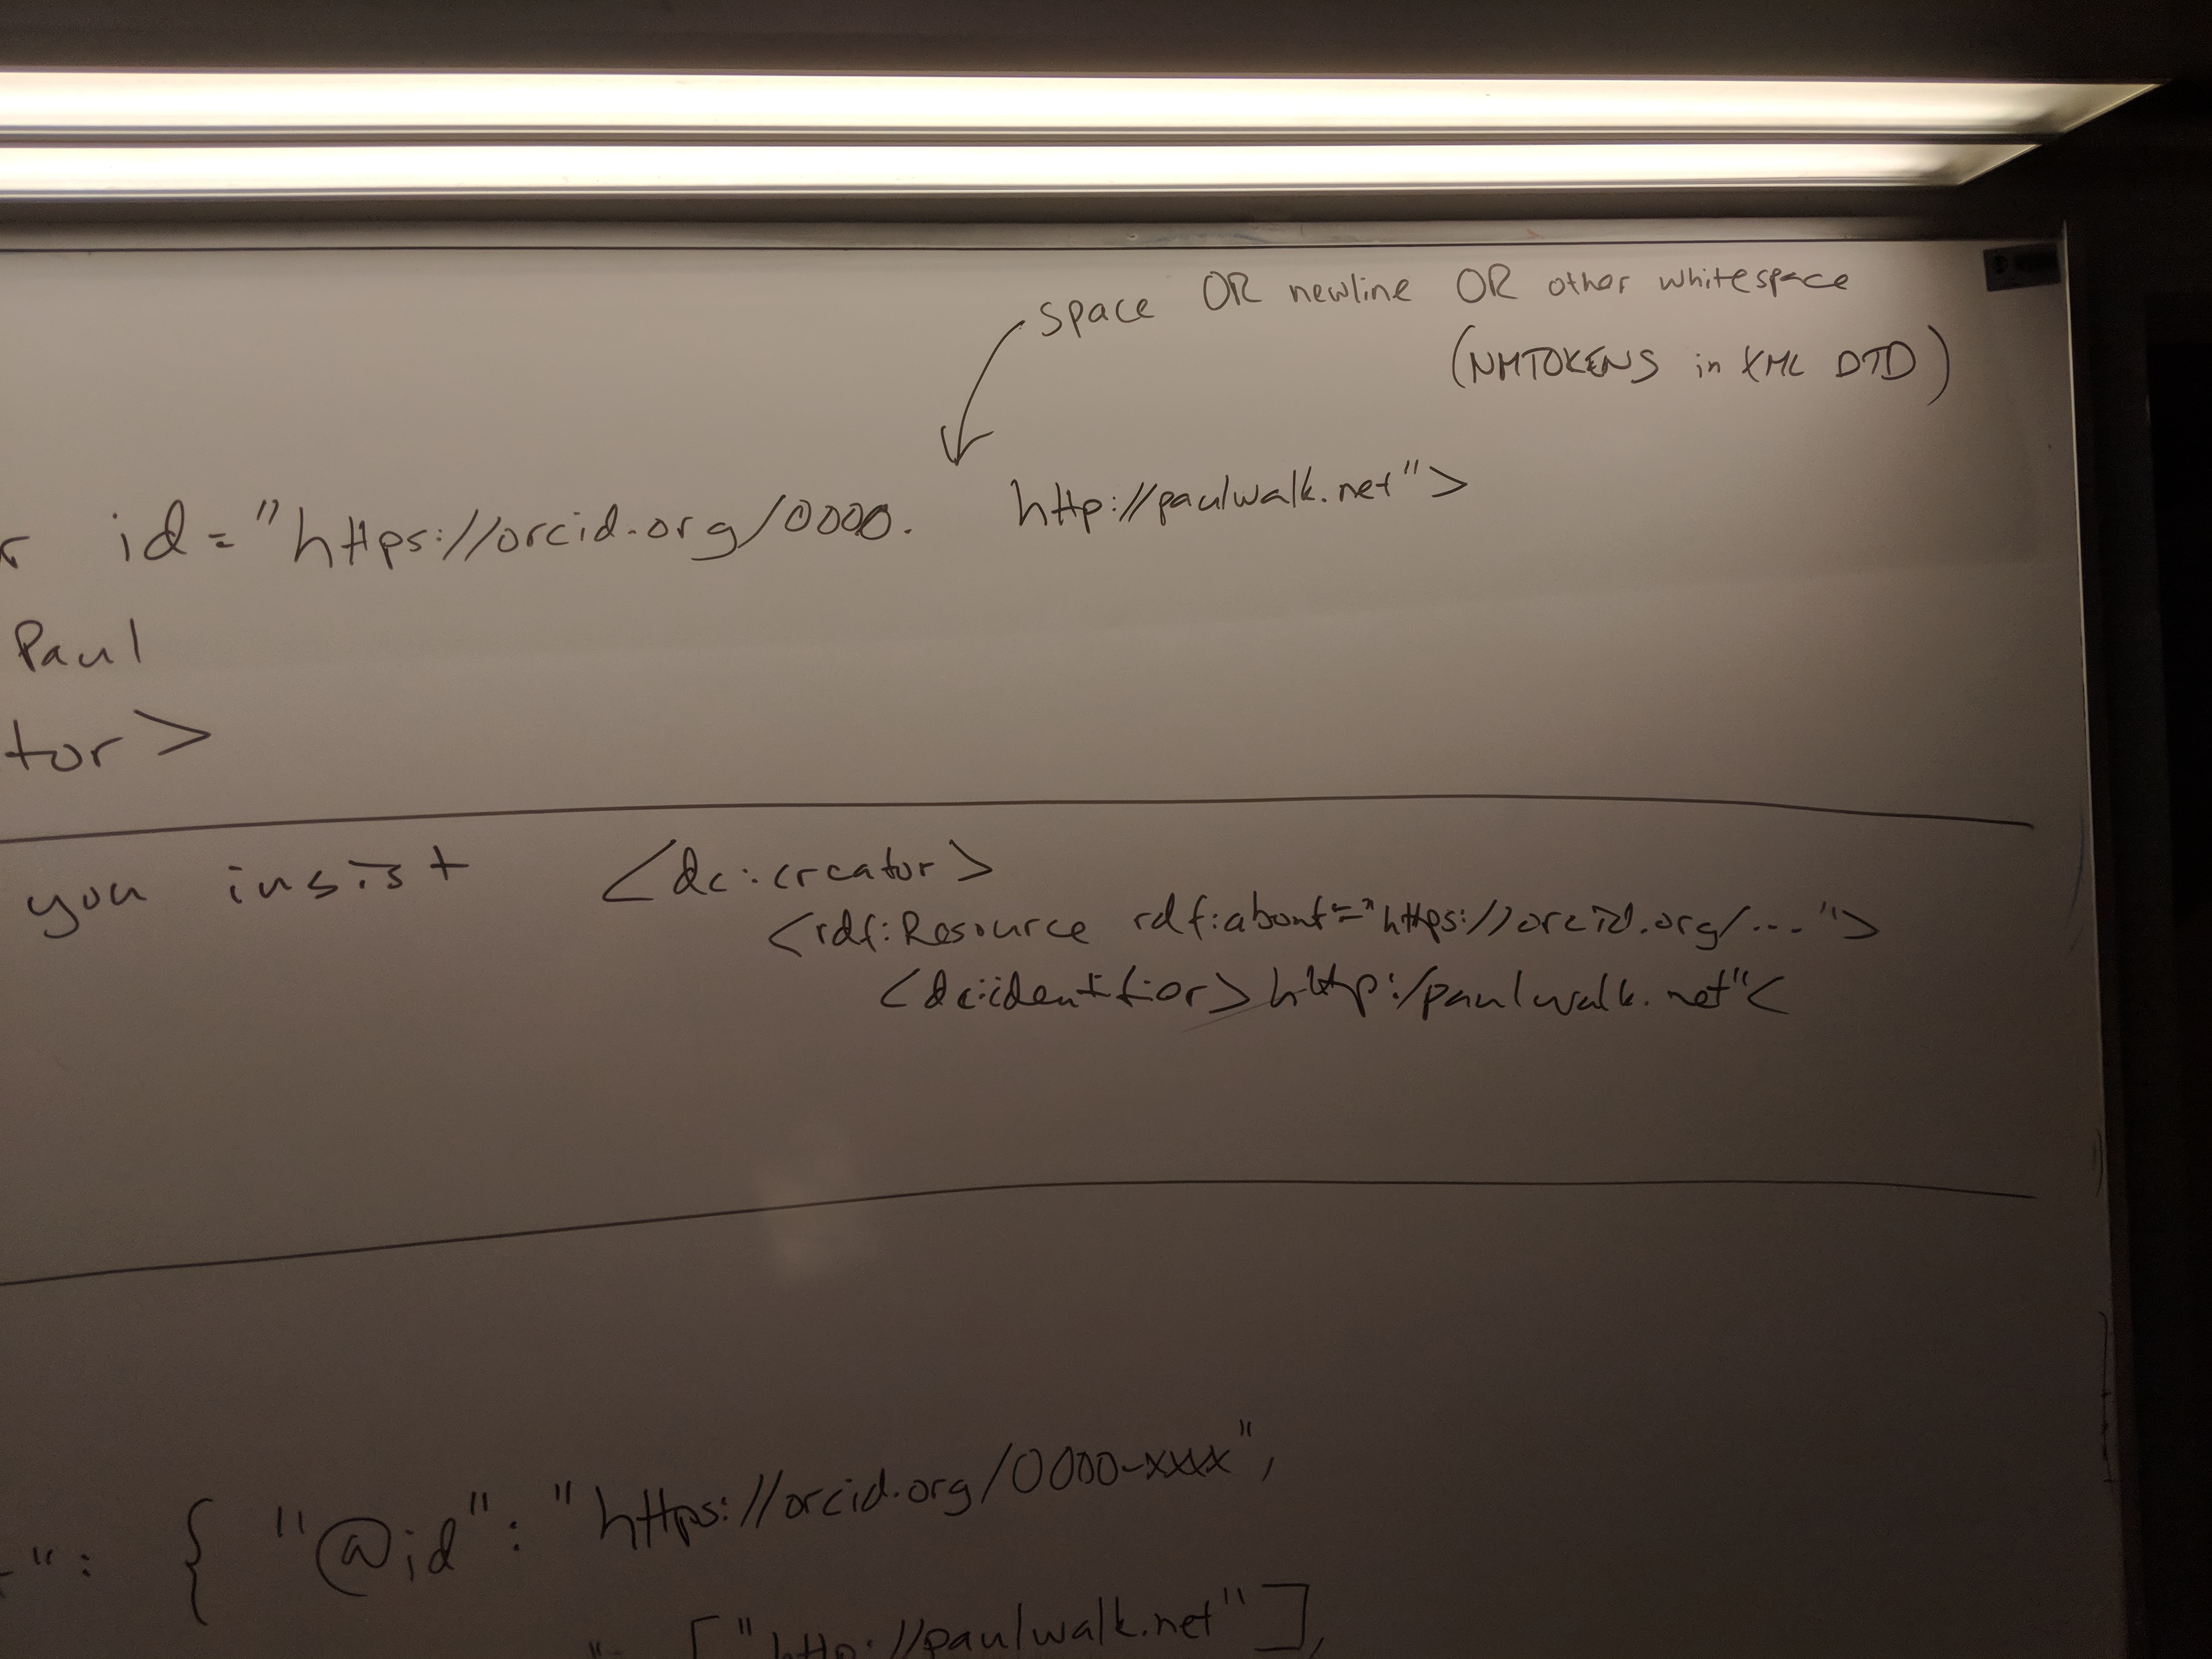 space OR newline OR other whitespace
(NMTOKENS in XML DTD)
r id="https://orcid.org/0000. http://paulwalk.net">
Paul
tor>
you insist <dc:creator>
<rdf:Resource rdf:about="https://orcid.org/... ">
<dc:identifier>http:/paulwalk.net"<
": { "@id": "https://orcid.org/0000-xxxx",
" ["http://paulwalk.net"],